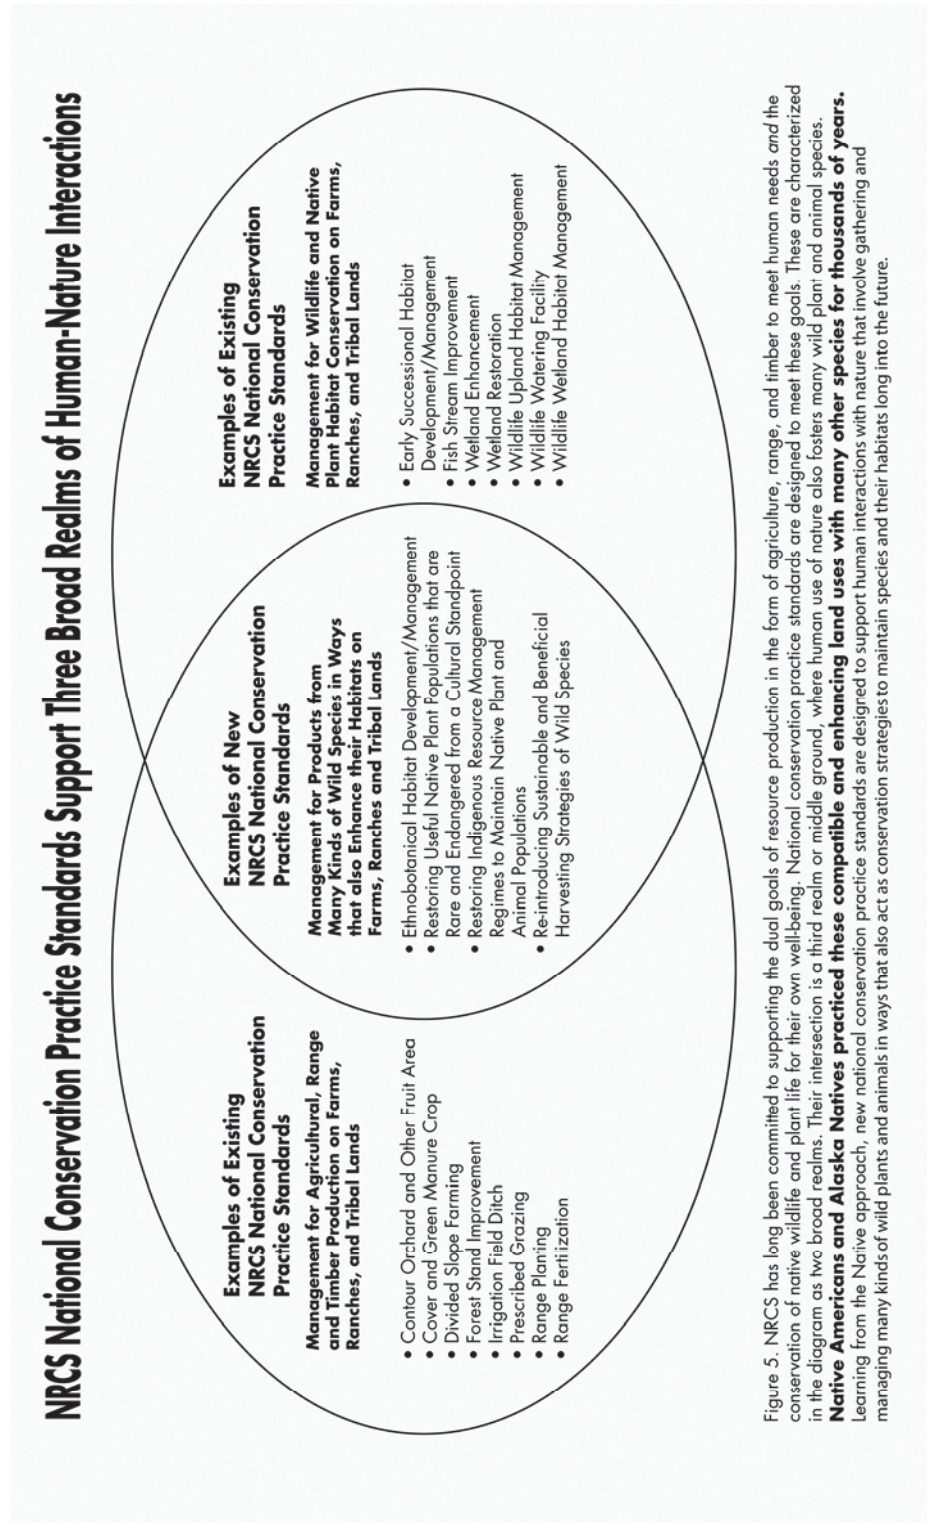 NRCS National Conservation Practice Standards Support Three Broad Realms of Human-Nature Interactions
Examples of Existing
NRCS National Conservation
Practice Standards
Management for Agricultural, Range
and Timber Production on Farms,
Ranches, and Tribal Lands
• Contour Orchard and Other Fruit Area
• Cover and Green Manure Crop
• Divided Slope Farming
• Forest Stand Improvement
• Irrigation Field Ditch
• Prescribed Grazing
• Range Planting
• Range Fertilization
Examples of New
NRCS National Conservation
Practice Standards
Management for Products from
Many Kinds of Wild Species in Ways
that also Enhance their Habitats on
Farms, Ranches and Tribal Lands
• Ethnobotanical Habitat Development/Management
• Restoring Useful Native Plant Populations that are
Rare and Endangered from a Cultural Standpoint
• Restoring Indigenous Resource Management
Regimes to Maintain Native Plant and
Animal Populations
• Re-introducing Sustainable and Beneficial
Harvesting Strategies of Wild Species
Examples of Existing
NRCS National Conservation
Practice Standards
Management for Wildlife and Native
Plant Habitat Conservation on Farms,
Ranches, and Tribal Lands
• Early Successional Habitat
Development/Management
• Fish Stream Improvement
• Wetland Enhancement
• Wetland Restoration
• Wildlife Upland Habitat Management
• Wildlife Watering Facility
• Wildlife Wetland Habitat Management
Figure 5. NRCS has long been committed to supporting the dual goals of resource production in the form of agriculture, range, and timber to meet human needs and the
conservation of native wildlife and plant life for their own well-being. National conservation practice standards are designed to meet these goals. These are characterized
in the diagram as two broad realms. Their intersection is a third realm or middle ground, where human use of nature also fosters many wild plant and animal species.
Native Americans and Alaska Natives practiced these compatible and enhancing land uses with many other species for thousands of years.
Learning from the Native approach, new national conservation practice standards are designed to support human interactions with nature that involve gathering and
managing many kindsof wild plants and animals in ways that also act as conservation strategies to maintain species and their habitats long into the future.